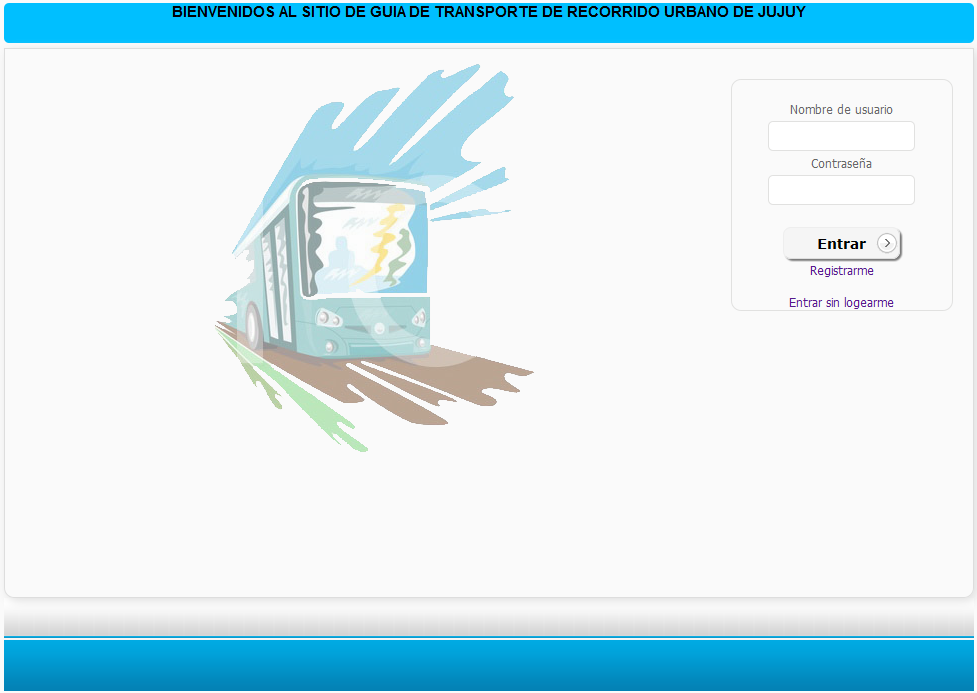 BIENVENIDOS AL SITIO DE GUIA DE TRANSPORTE DE RECORRIDO URBANO DE JUJUY
Nombre de usuario
Contraseña
Entrar
Registrarme
Entrar sin logearme